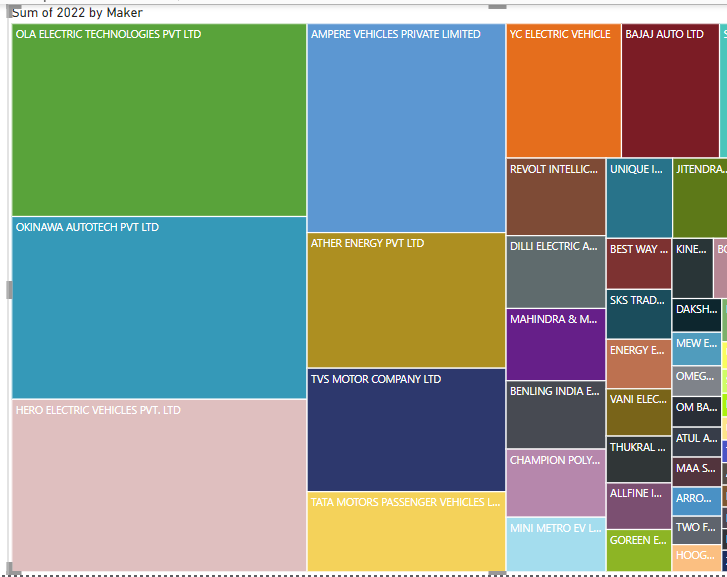 Sum of 2022 by Maker
OLA ELECTRIC TECHNOLOGIES PVT LTD
OKINAWA AUTOTECH PVT LTD
HERO ELECTRIC VEHICLES PVT. LTD
AMPERE VEHICLES PRIVATE LIMITED
ATHER ENERGY PVT LTD
TVS MOTOR COMPANY LTD
TATA MOTORS PASSENGER VEHICLES L...
YC ELECTRIC VEHICLE
BAJAJ AUTO LTD
REVOLT INTELLIC...
DILLI ELECTRIC A...
MAHINDRA & M...
BENLING INDIA E...
CHAMPION POLY...
MINI METRO EV L...
UNIQUE I...
BEST WAY ...
SKS TRAD...
ENERGY E...
VANI ELEC...
THUKRAL ...
ALLFINE I...
GOREEN E...
JITENDRA...
KINE...
DAKSH...
MEW E...
OMEG...
OM BA...
ATUL A...
MAA S...
ARRO...
TWO F...
HOOG...